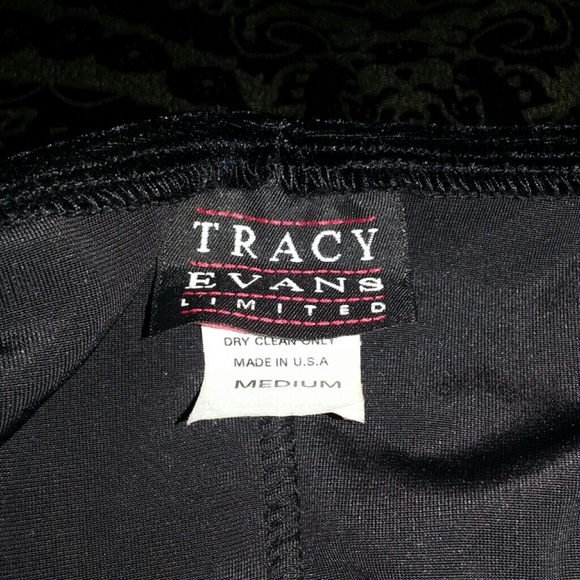 TRACY
EVANS
LIMITED
DRY CLEAN ONLY
MADE IN U.S.A
MEDIUM